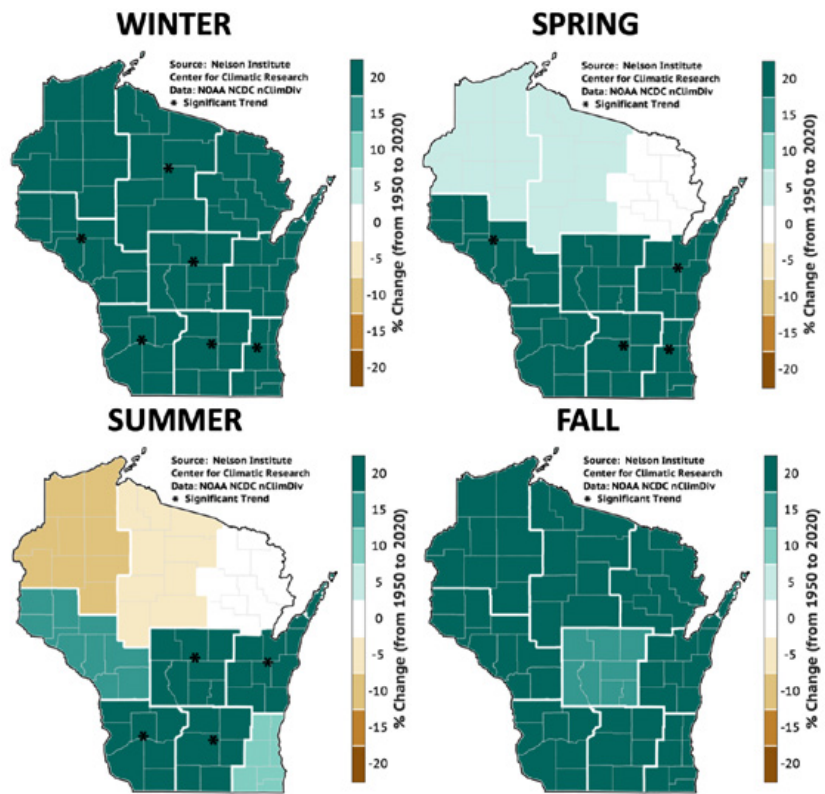 WINTER
Source: Nelson Institute
Center for Climatic Research
Data: NOAA NCDC nClimDiv
* Significant Trend
20
15
10
5
0
-5
-10
-15
-20
% Change (from 1950 to 2020)
SPRING
Source: Nelson Institute
Center for Climatic Research
Data: NOAA NCDC nClimDiv
* Significant Trend
20
15
10
5
0
-5
-10
-15
-20
% Change (from 1950 to 2020)
SUMMER
Source: Nelson Institute
Center for Climatic Research
Data: NOAA NCDC nClimDiv
* Significant Trend
20
15
10
5
0
-5
-10
-15
-20
% Change (from 1950 to 2020)
FALL
Source: Nelson Institute
Center for Climatic Research
Data: NOAA NCDC nClimDiv
* Significant Trend
20
15
10
5
0
-5
-10
-15
-20
% Change (from 1950 to 2020)